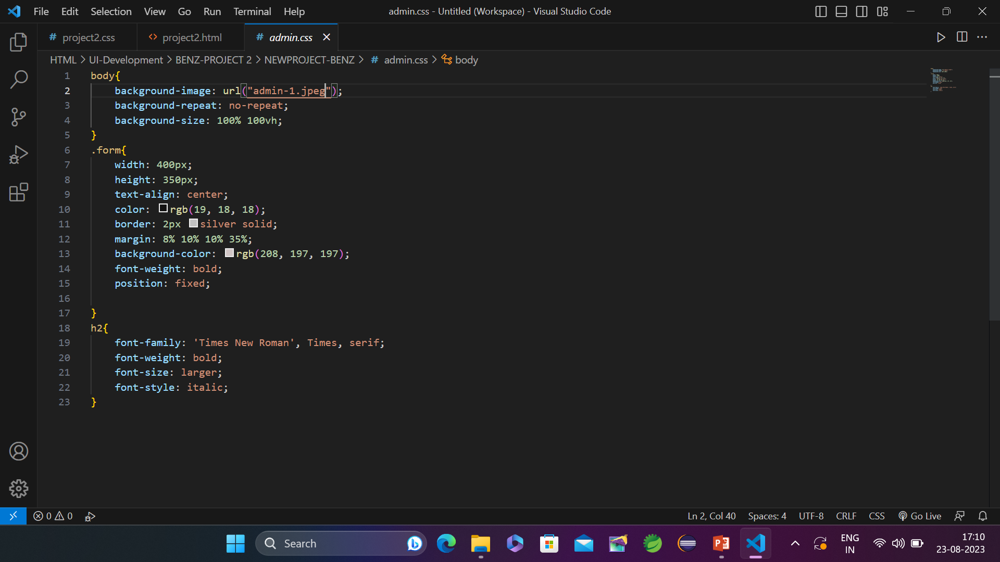 File Edit Selection View Go Run Terminal Help
admin.css - Untitled (Workspace) - Visual Studio Code
# project2.css <> project2.html # admin.css
HTML > UI-Development > BENZ-PROJECT 2 > NEWPROJECT-BENZ > # admin.css > body
1 body{
2 background-image: url("admin-1.jpeg");
3 background-repeat: no-repeat;
4 background-size: 100% 100vh;
5 }
6 .form{
7 width: 400px;
8 height: 350px;
9 text-align: center;
10 color: rgb(19, 18, 18);
11 border: 2px silver solid;
12 margin: 8% 10% 10% 35%;
13 background-color: rgb(208, 197, 197);
14 font-weight: bold;
15 position: fixed;
16
17 }
18 h2{
19 font-family: 'Times New Roman', Times, serif;
20 font-weight: bold;
21 font-size: larger;
22 font-style: italic;
23 }
0 0 Ln 2, Col 40 Spaces: 4 UTF-8 CRLF CSS Go Live
Search
P
ENG
IN
17:10
23-08-2023